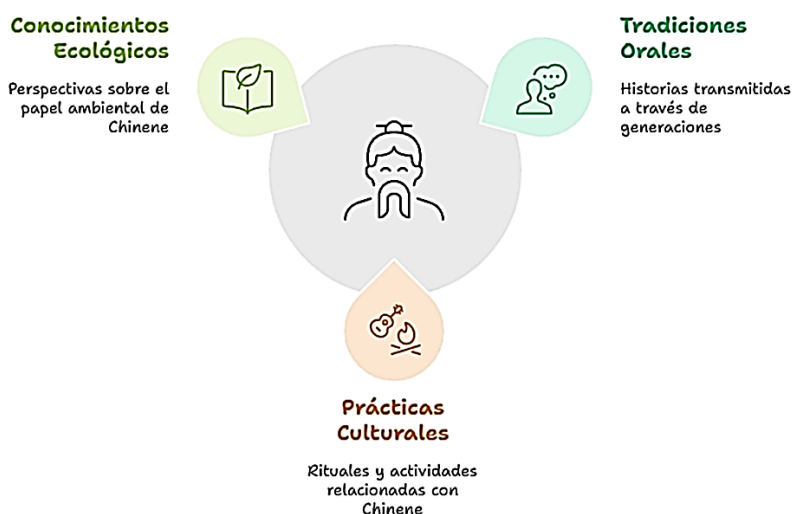 Conocimientos
Ecológicos
Perspectivas sobre el
papel ambiental de
Chinene
Tradiciones
Orales
Historias transmitidas
a través de
generaciones
Prácticas
Culturales
Rituales y actividades
relacionadas con
Chinene